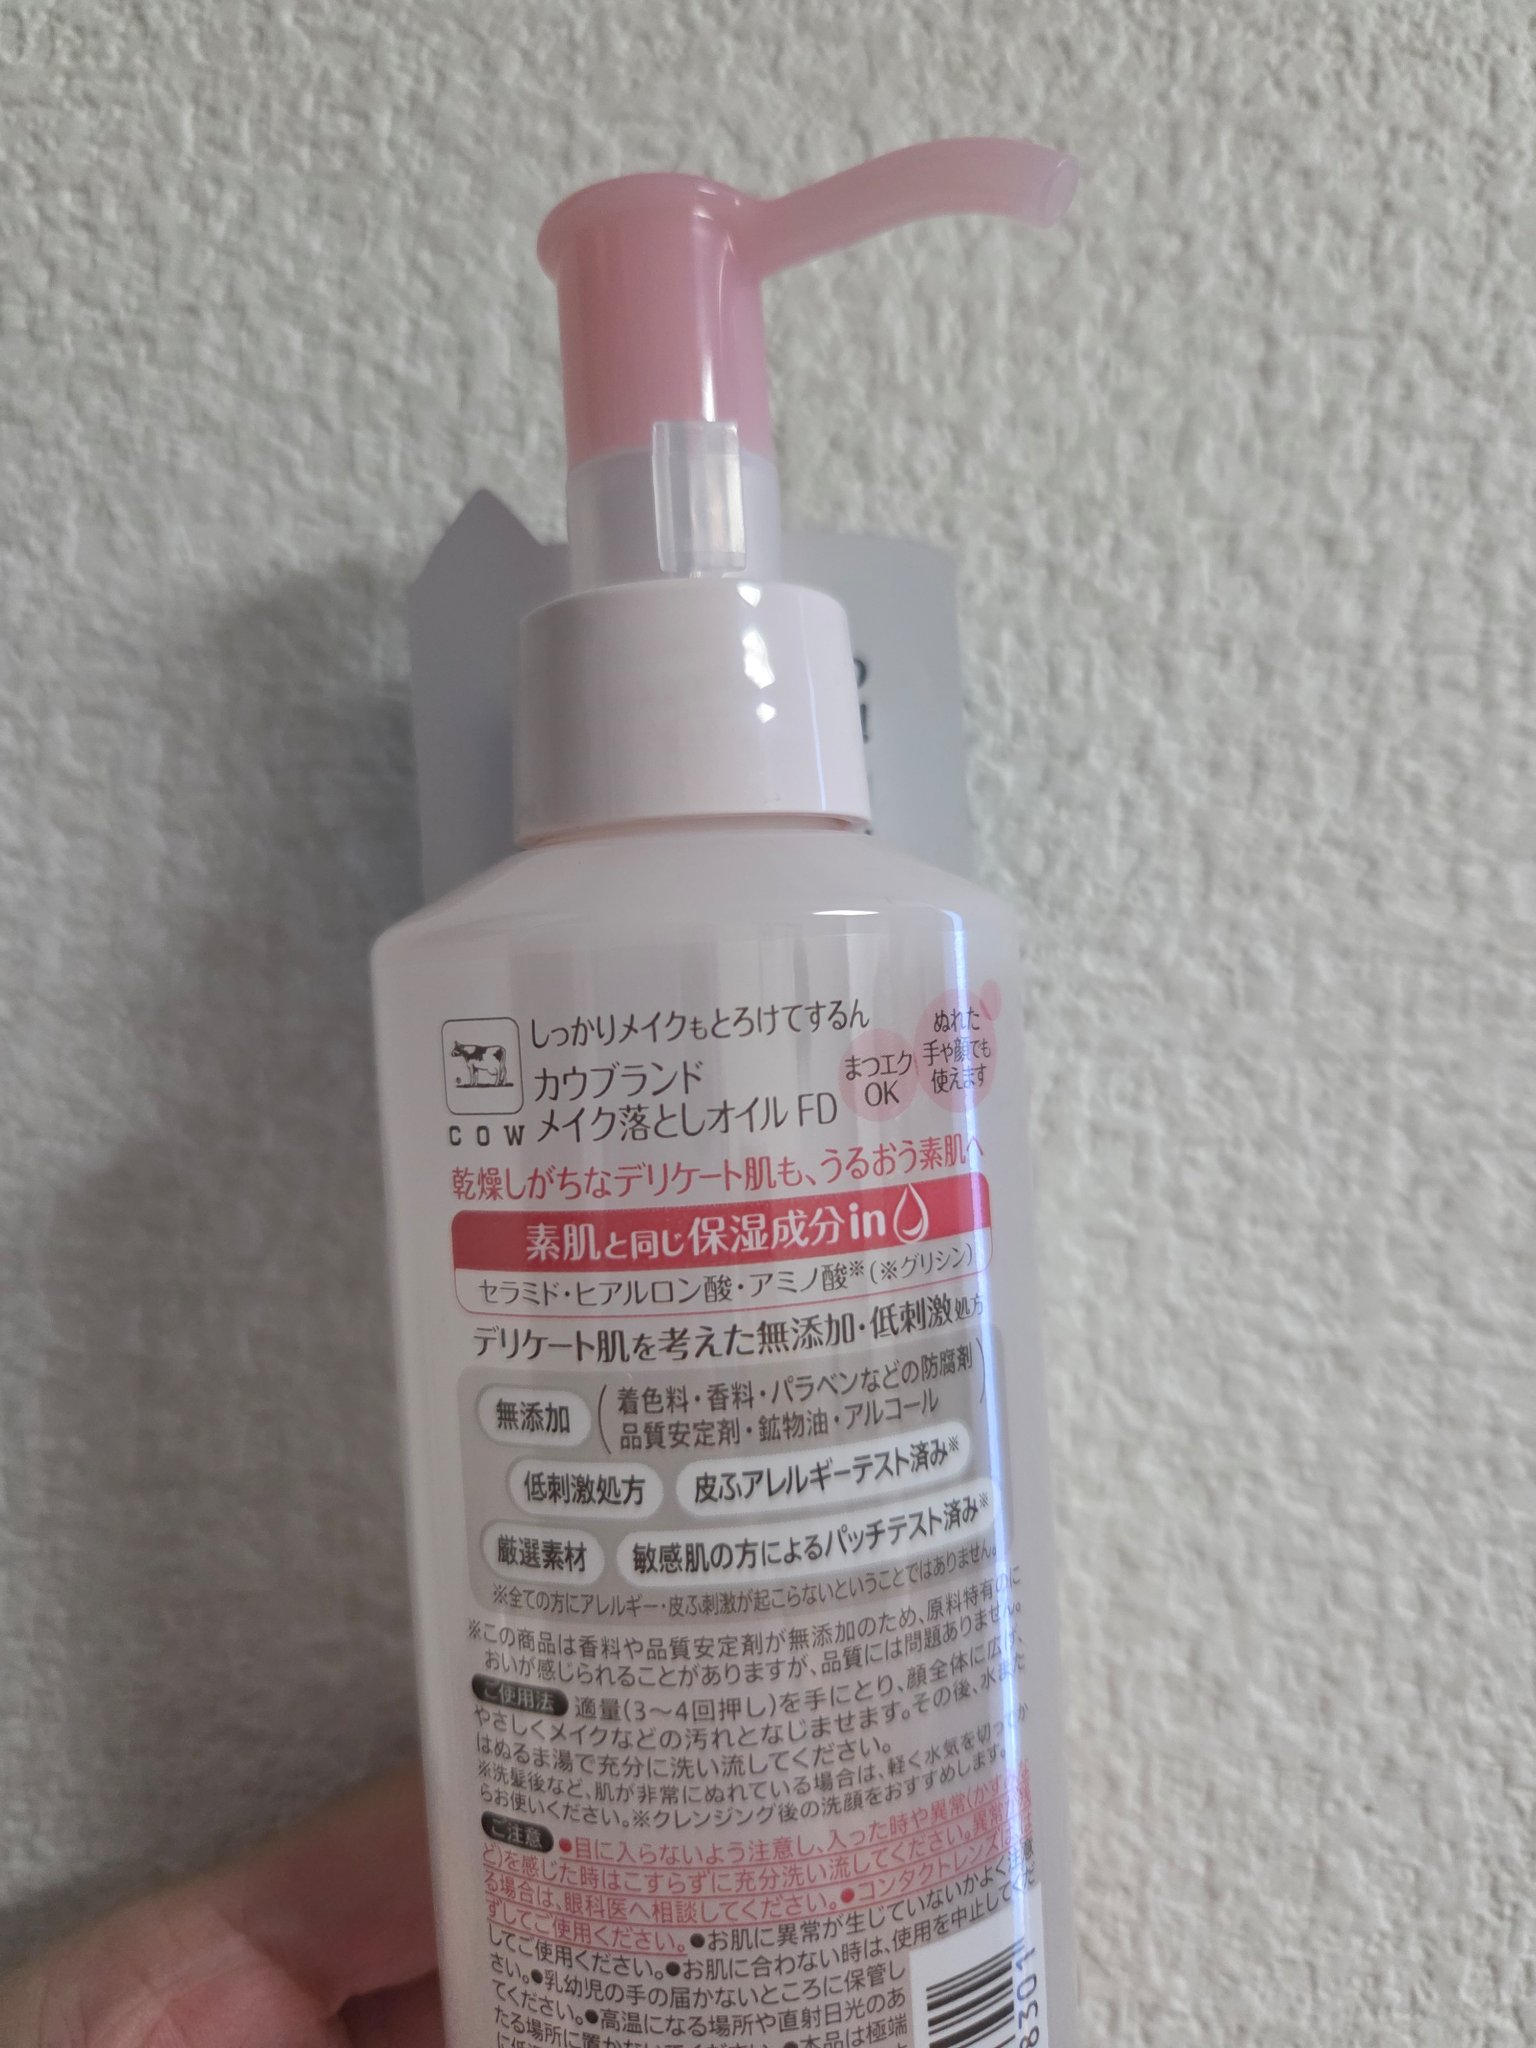 しっかりメイクもとろけてするん
カウブランド
メイク落としオイル FD
COW
まつエク
OK
ぬれた
手や顔でも
使えます
乾燥しがちなデリケート肌も、うるおう素肌へ
素肌と同じ保湿成分in
セラミド・ヒアルロン酸・アミノ酸※(※グリシン)
デリケート肌を考えた無添加・低刺激処方
無添加
着色料・香料・パラベンなどの防腐剤
品質安定剤・鉱物油・アルコール
低刺激処方 皮ふアレルギーテスト済み※
厳選素材 敏感肌の方によるパッチテスト済み※
※全ての方にアレルギー・皮ふ刺激が起こらないということではありません。
※この商品は香料や品質安定剤が無添加のため、原料特有のに
おいが感じられることがありますが、品質には問題ありません。
ご使用法 適量(3〜4回押し)を手にとり、顔全体に広げ、
やさしくメイクなどの汚れとなじませます。その後、水また
はぬるま湯で充分に洗い流してください。
※洗髪後など、肌が非常にぬれている場合は、軽く水気を切ってか
らお使いください。※クレンジング後の洗顔をおすすめします。
ご注意 ●目に入らないよう注意し、入った時や異常(かすみな
ど)を感じた時はこすらずに充分洗い流してください。異常が残
る場合は、眼科医へ相談してください。●コンタクトレンズはは
ずしてご使用ください。●お肌に異常が生じていないかよく注意
してご使用ください。●お肌に合わない時は、使用を中止してくだ
さい。●乳幼児の手の届かないところに保管し
てください。●高温になる場所や直射日光のあ
たる場所に置かないでください。●本品は極端
8301